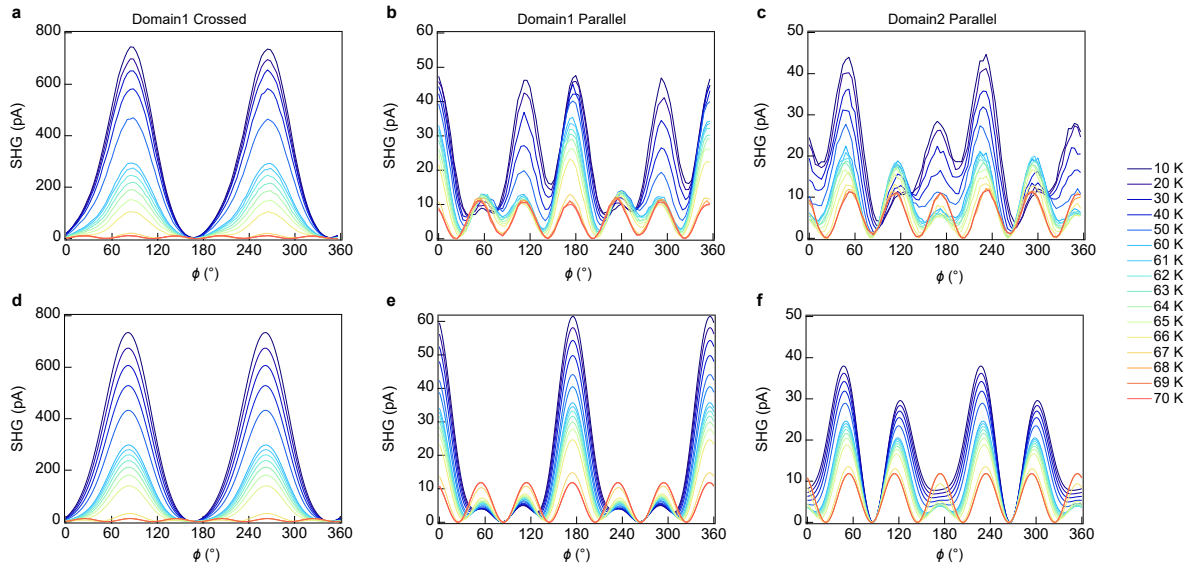 a Domain1 Crossed
b Domain1 Parallel
c Domain2 Parallel
SHG (pA)
800
600
400
200
0
0 60 120 180 240 300 360
ϕ (°)
SHG (pA)
60
50
40
30
20
10
0
0 60 120 180 240 300 360
ϕ (°)
SHG (pA)
50
40
30
20
10
0
0 60 120 180 240 300 360
ϕ (°)
10 K
20 K
30 K
40 K
50 K
60 K
61 K
62 K
63 K
64 K
65 K
66 K
67 K
68 K
69 K
70 K
d
SHG (pA)
800
600
400
200
0
0 60 120 180 240 300 360
ϕ (°)
e
SHG (pA)
60
50
40
30
20
10
0
0 60 120 180 240 300 360
ϕ (°)
f
SHG (pA)
50
40
30
20
10
0
0 60 120 180 240 300 360
ϕ (°)